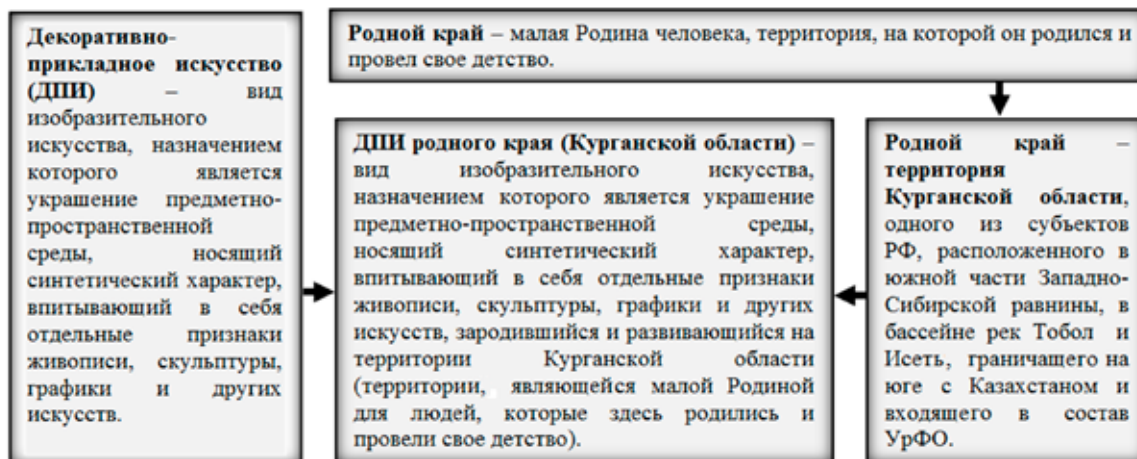 Декоративно-
прикладное искусство
(ДПИ) – вид
изобразительного
искусства, назначением
которого является
украшение предметно-
пространственной
среды, носящий
синтетический характер,
впитывающий в себя
отдельные признаки
живописи, скульптуры,
графики и других
искусств.
Родной край – малая Родина человека, территория, на которой он родился и
провел свое детство.
ДПИ родного края (Курганской области) –
вид изобразительного искусства,
назначением которого является украшение
предметно-пространственной среды,
носящий синтетический характер,
впитывающий в себя отдельные признаки
живописи, скульптуры, графики и других
искусств, зародившийся и развивающийся на
территории Курганской области
(территории, являющейся малой Родиной
для людей, которые здесь родились и
провели свое детство).
Родной край –
территория
Курганской области,
одного из субъектов
РФ, расположенного в
южной части Западно-
Сибирской равнины, в
бассейне рек Тобол и
Исеть, граничащего на
юге с Казахстаном и
входящего в состав
УрФО.